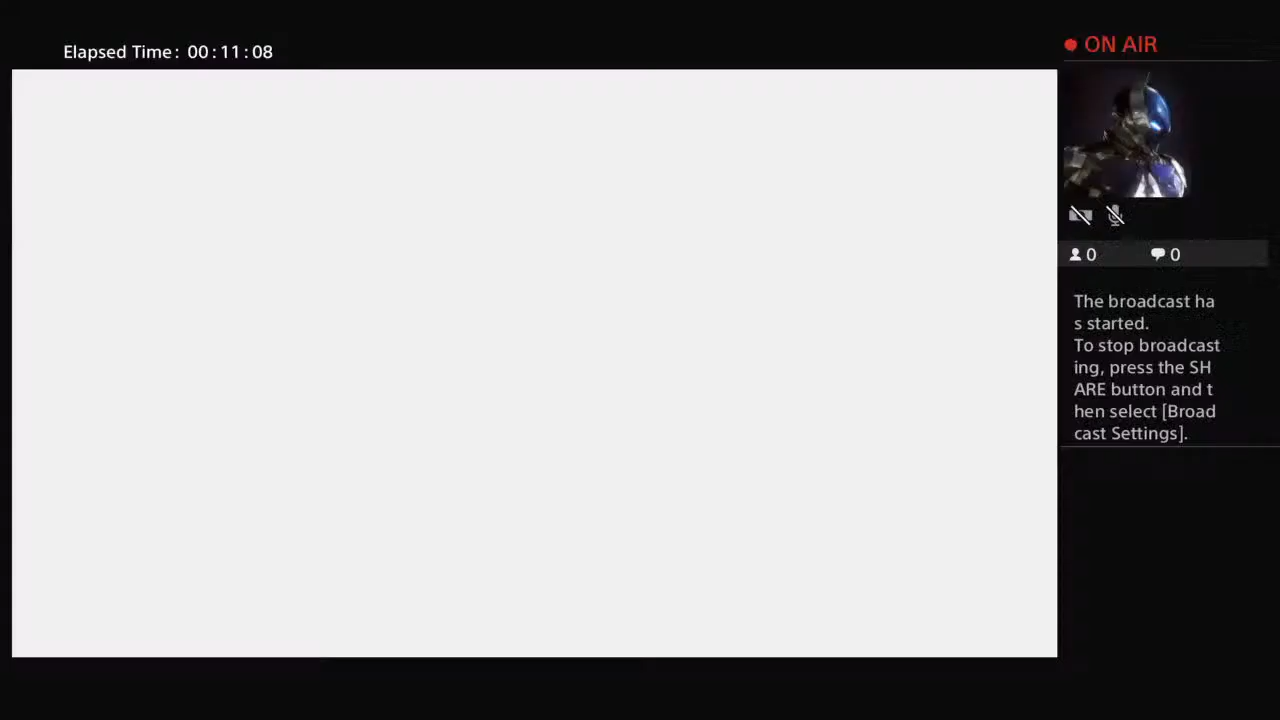 Elapsed Time: 00:11:08
ON AIR
0 0
The broadcast ha
s started.
To stop broadcast
ing, press the SH
ARE button and t
hen select [Broad
cast Settings].